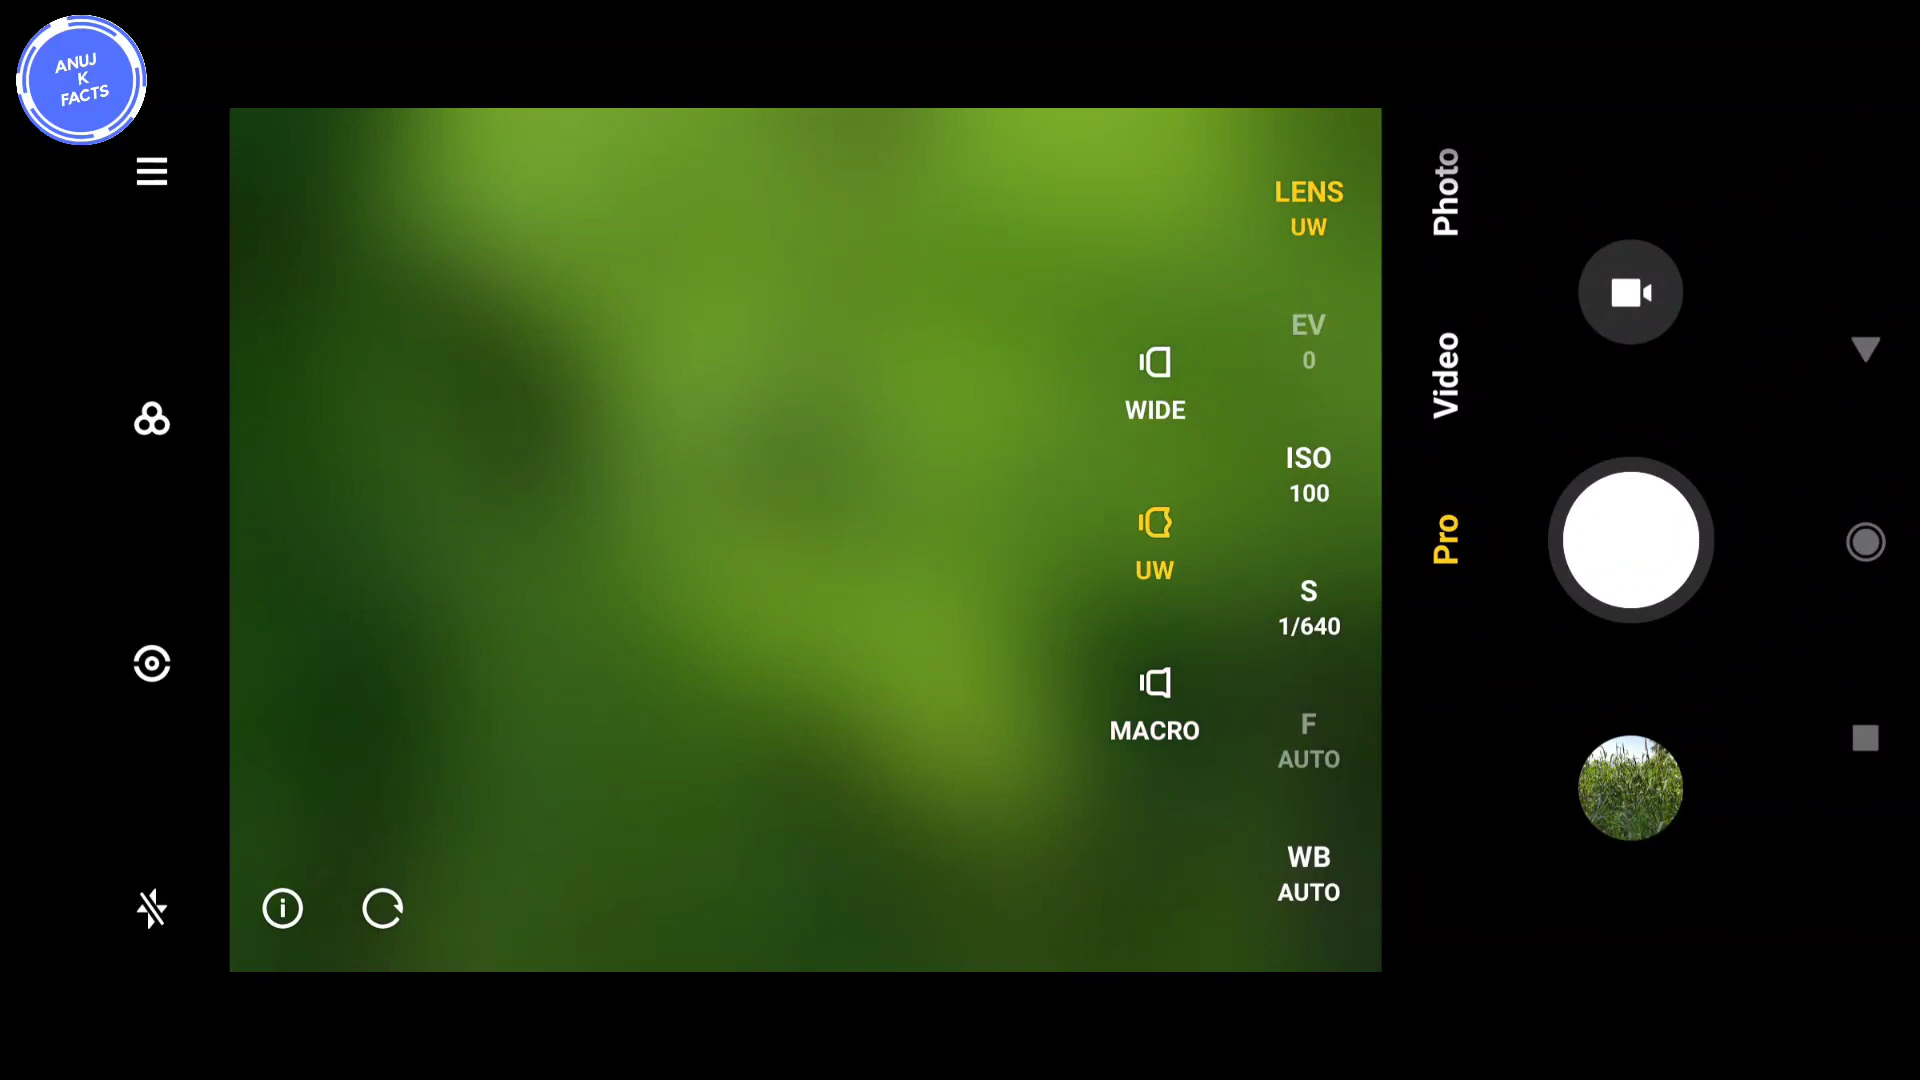 ANUJ
K
FACTS
LENS
UW
EV
0
ISO
100
S
1/640
F
AUTO
WB
AUTO
WIDE
UW
MACRO
Photo
Video
Pro